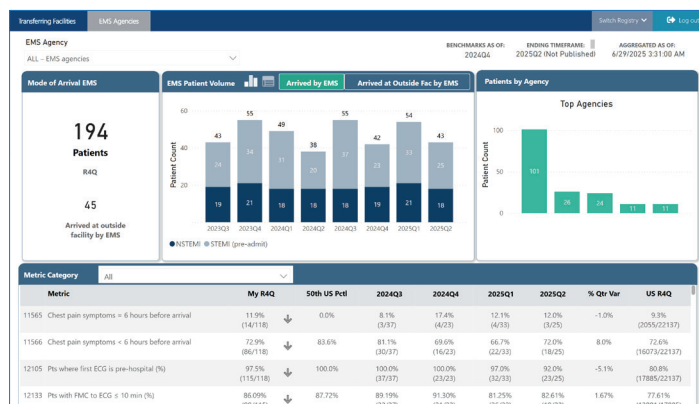 Transferring Facilities
EMS Agencies
Switch Registry
Log out
EMS Agency
ALL – EMS agencies
BENCHMARKS AS OF:
2024Q4
ENDING TIMEFRAME:
2025Q2 (Not Published)
AGGREGATED AS OF:
6/29/2025 3:31:00 AM
Mode of Arrival EMS
194
Patients
R4Q
45
Arrived at outside
facility by EMS
EMS Patient Volume
Arrived by EMS
Arrived at Outside Fac by EMS
Patient Count
60
40
20
0
43 55 49 38 55 42 54 43
24 34 31 20 37 23 33 25
19 21 18 18 18 19 21 18
2023Q3 2023Q4 2024Q1 2024Q2 2024Q3 2024Q4 2025Q1 2025Q2
NSTEMI STEMI (pre-admit)
Patients by Agency
Top Agencies
Patient Count
100
50
0
101 26 24 11 11
Metric Category
All
Metric My R4Q 50th US Pctl 2024Q3 2024Q4 2025Q1 2025Q2 % Qtr Var US R4Q
11565 Chest pain symptoms = 6 hours before arrival 11.9% 0.0% 8.1% 17.4% 12.1% 12.0% -1.0% 9.3%
(14/118) (3/37) (4/23) (4/33) (3/25) (2055/22137)
11566 Chest pain symptoms < 6 hours before arrival 72.9% 83.6% 81.1% 69.6% 66.7% 72.0% 8.0% 72.6%
(86/118) (30/37) (16/23) (22/33) (18/25) (16073/22137)
12105 Pts where first ECG is pre-hospital (%) 97.5% 100.0% 100.0% 100.0% 97.0% 92.0% -5.1% 80.8%
(115/118) (37/37) (23/23) (32/33) (23/25) (17885/22137)
12133 Pts with FMC to ECG ≤ 10 min (%) 86.09% 87.72% 89.19% 91.30% 81.25% 82.61% 1.67% 77.61%